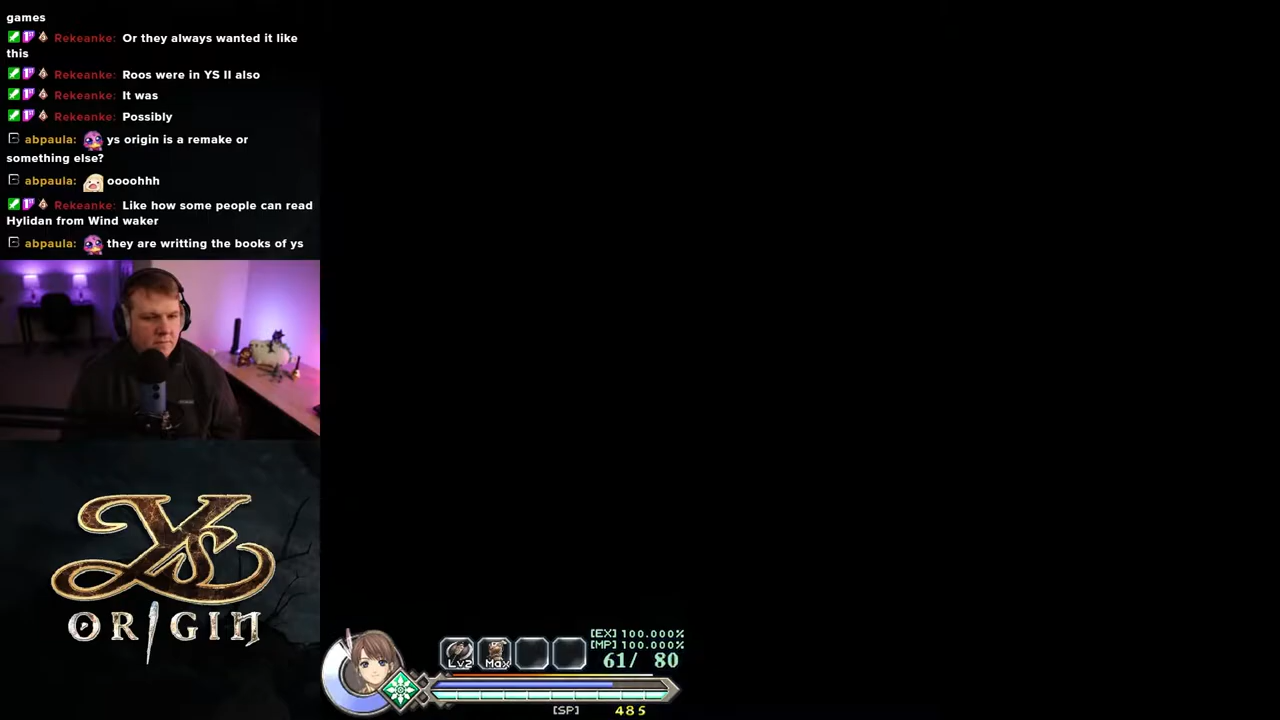 games
Rekeanke: Or they always wanted it like
this
Rekeanke: Roos were in YS II also
Rekeanke: It was
Rekeanke: Possibly
abpaula: ys origin is a remake or
something else?
abpaula: oooohhh
Rekeanke: Like how some people can read
Hylidan from Wind waker
abpaula: they are writting the books of ys
Ys
ORIGIN
Lv2 Max
[EX] 100.000%
[MP] 100.000%
61/ 80
[SP] 485